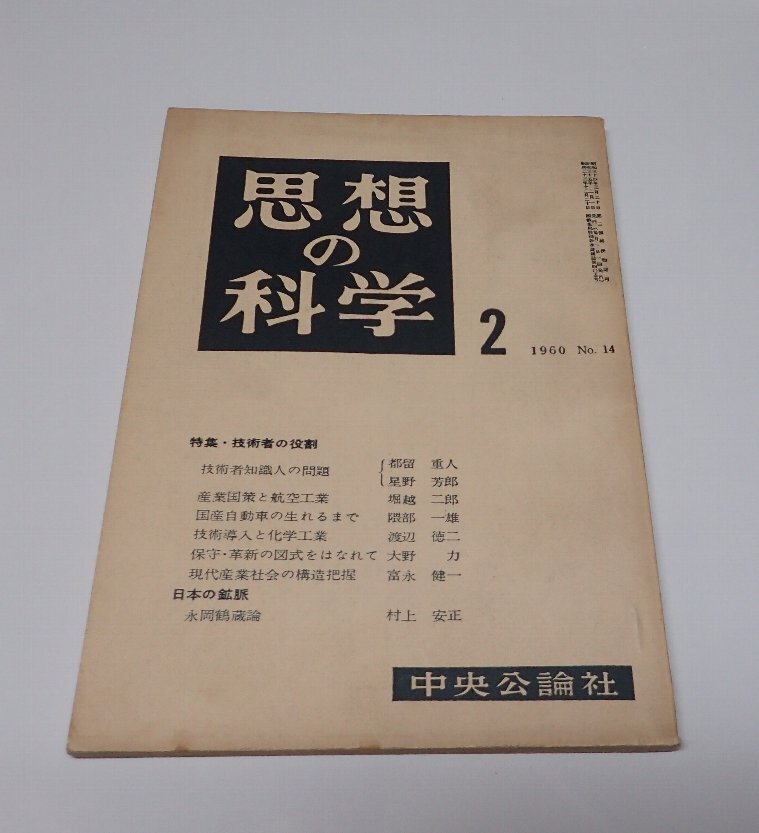 思想
の
科学
2 1960 No. 14
特集・技術者の役割
技術者知識人の問題 都留 重人
星野 芳郎
産業国策と航空工業 堀越 二郎
国産自動車の生れるまで 隈部 一雄
技術導入と化学工業 渡辺 徳二
保守・革新の図式をはなれて 大野 力
現代産業社会の構造把握 富永 健一
日本の鉱脈
永岡鶴蔵論 村上 安正
中央公論社